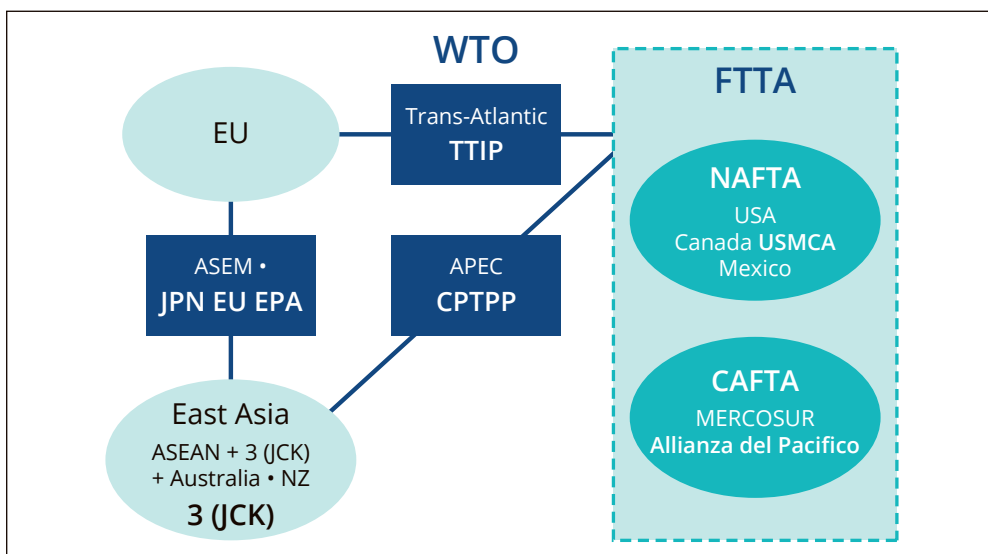 WTO
EU
Trans-Atlantic
TTIP
FTTA
NAFTA
USA
Canada USMCA
Mexico
ASEM •
JPN EU EPA
APEC
CPTPP
CAFTA
MERCOSUR
Allianza del Pacifico
East Asia
ASEAN + 3 (JCK)
+ Australia • NZ
3 (JCK)